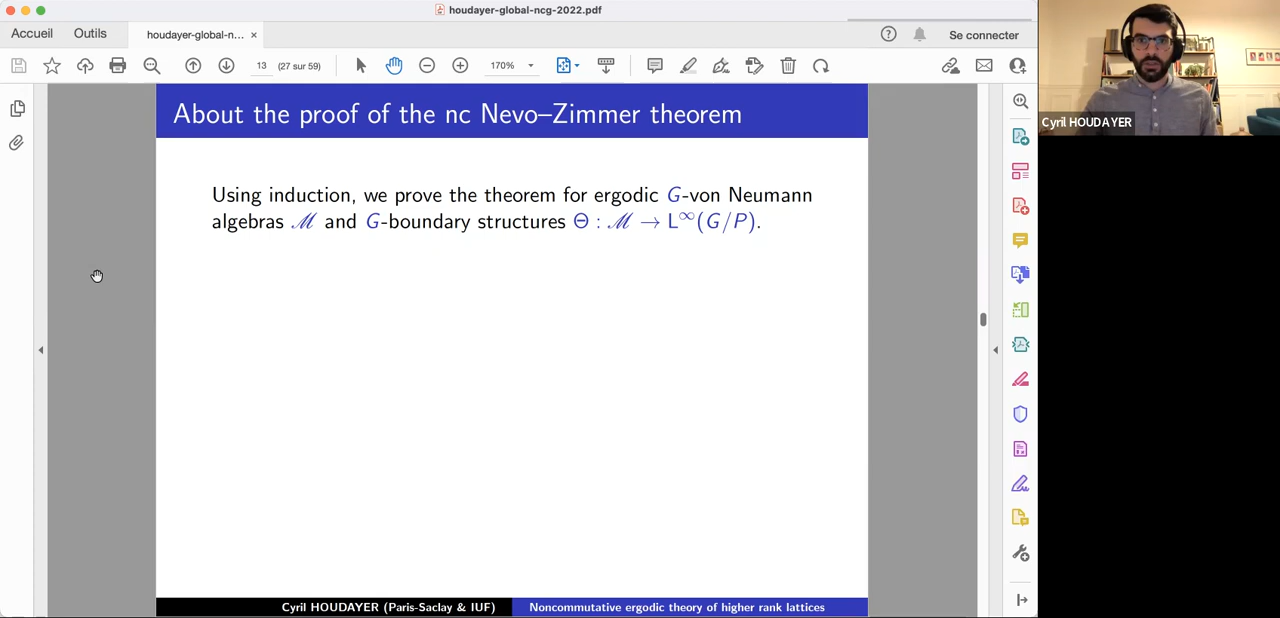 houdayer-global-ncg-2022.pdf
Accueil Outils houdayer-global-n... × Se connecter
13 (27 sur 59) 170%
About the proof of the nc Nevo–Zimmer theorem
Using induction, we prove the theorem for ergodic G-von Neumann
algebras ℳ and G-boundary structures Θ : ℳ → L∞(G/P).
Cyril HOUDAYER (Paris-Saclay & IUF) Noncommutative ergodic theory of higher rank lattices
Cyril HOUDAYER